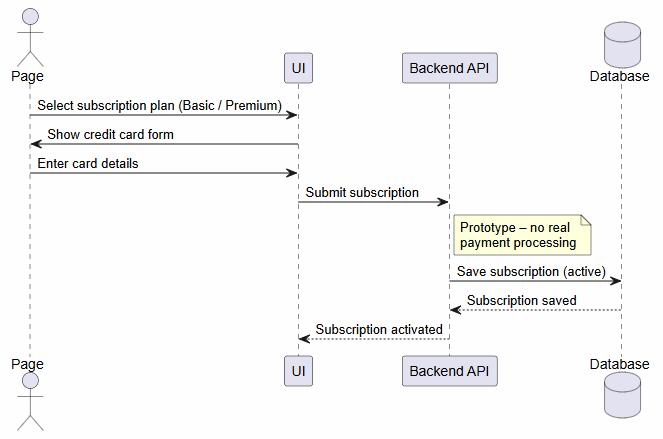 Page
UI
Backend API
Database
Select subscription plan (Basic / Premium)
Show credit card form
Enter card details
Submit subscription
Prototype – no real
payment processing
Save subscription (active)
Subscription saved
Subscription activated
Page
UI
Backend API
Database